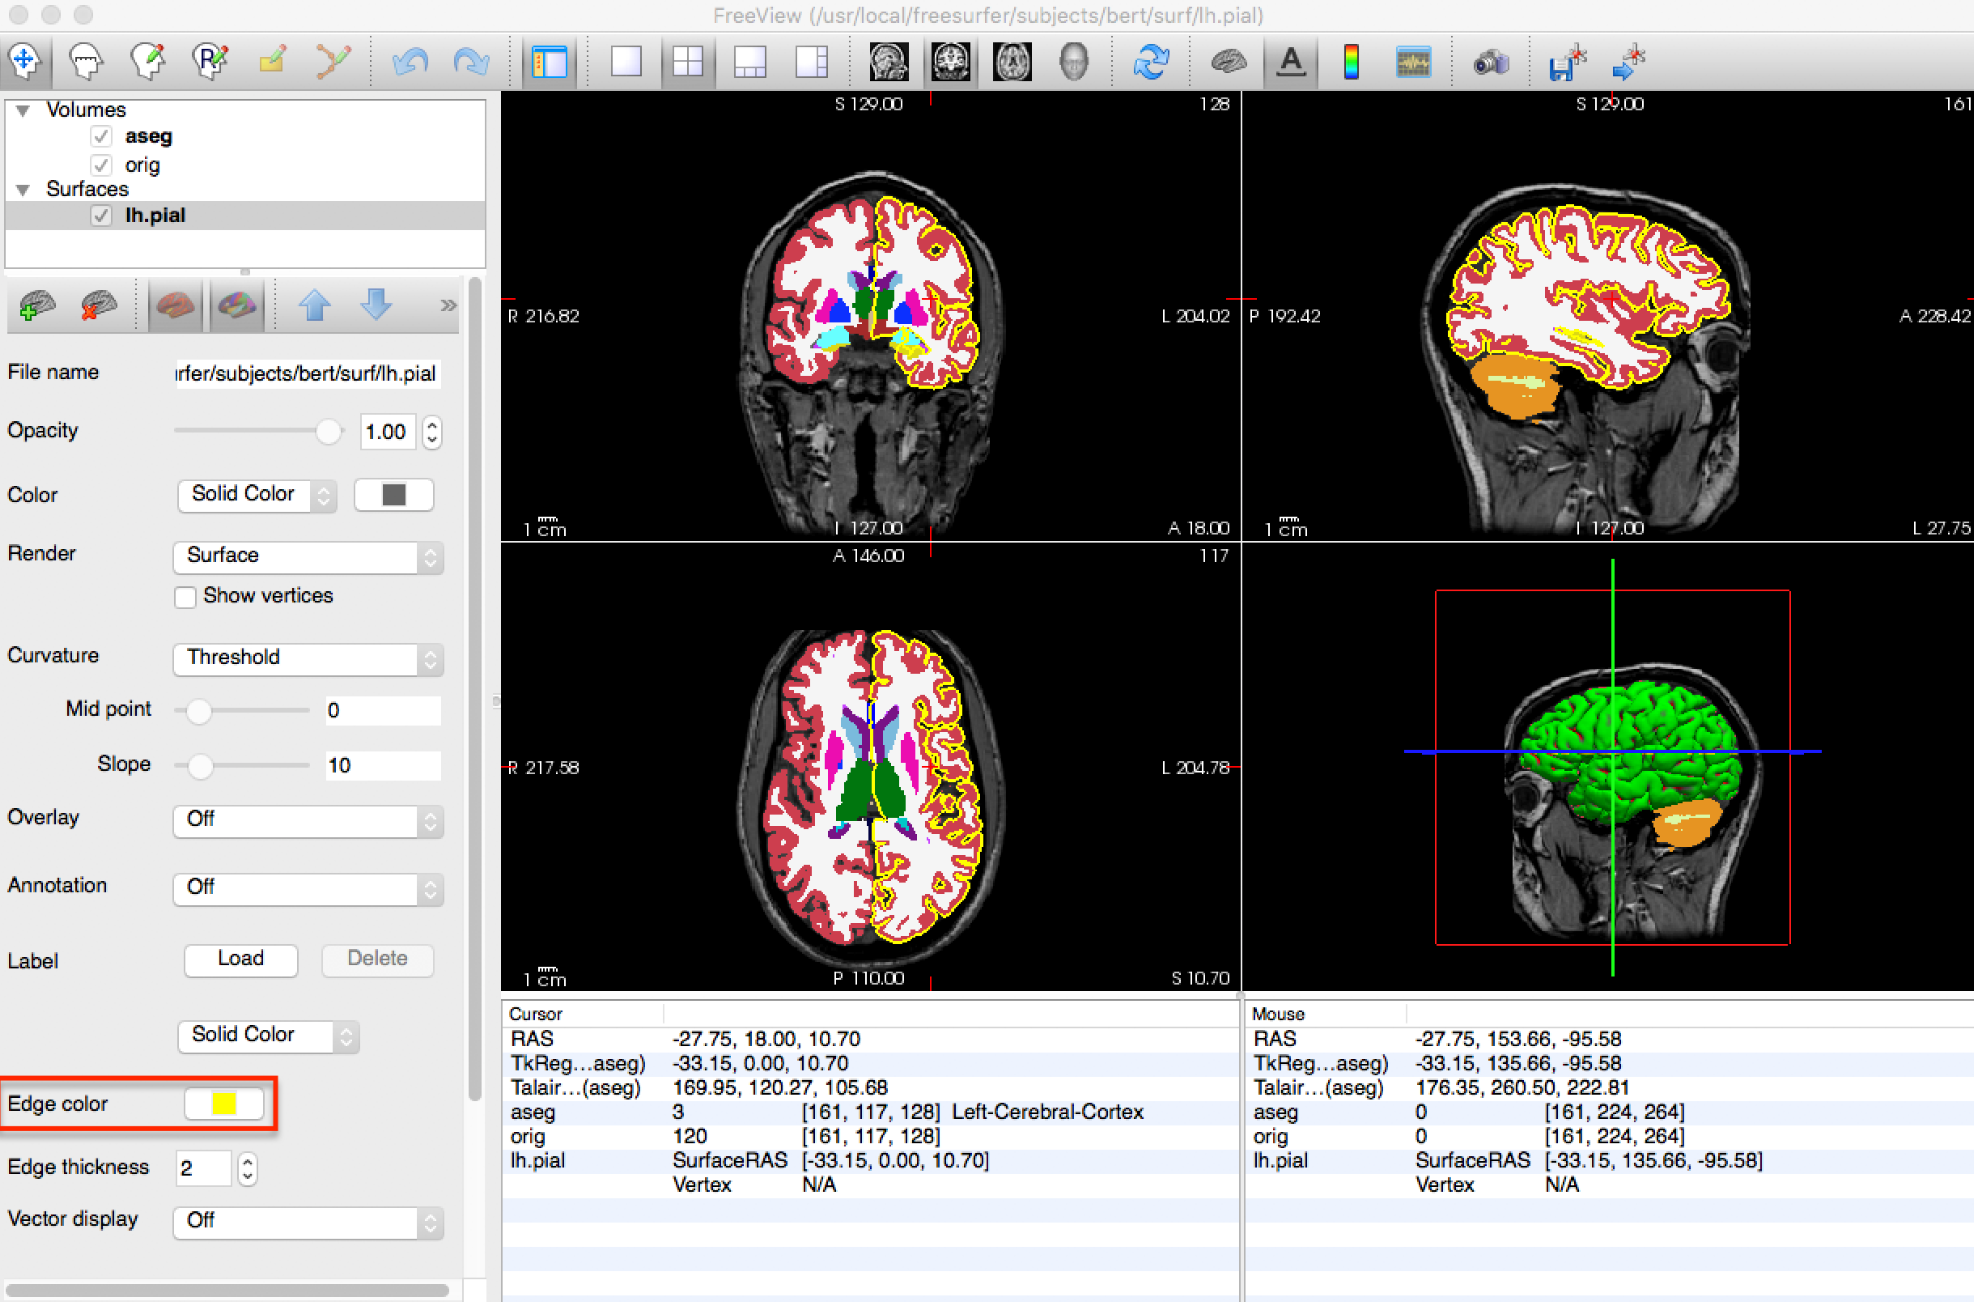 FreeView (/usr/local/freesurfer/subjects/bert/surf/lh.pial)
R
A
Volumes
aseg
orig
Surfaces
lh.pial
»
File name
rfer/subjects/bert/surf/lh.pial
Opacity
1.00
Color
Solid Color
Render
Surface
Show vertices
Curvature
Threshold
Mid point
0
Slope
10
Overlay
Off
Annotation
Off
Label
Load
Delete
Solid Color
Edge color
Edge thickness
2
Vector display
Off
S 129.00
128
R 216.82
L 204.02
1 cm
I 127.00
A 18.00
S 129.00
161
P 192.42
A 228.42
1 cm
I 127.00
L 27.75
A 146.00
117
R 217.58
L 204.78
1 cm
P 110.00
S 10.70
Cursor
RAS -27.75, 18.00, 10.70
TkReg...aseg) -33.15, 0.00, 10.70
Talair...(aseg) 169.95, 120.27, 105.68
aseg 3 [161, 117, 128] Left-Cerebral-Cortex
orig 120 [161, 117, 128]
lh.pial SurfaceRAS [-33.15, 0.00, 10.70]
Vertex N/A
Mouse
RAS -27.75, 153.66, -95.58
TkReg...aseg) -33.15, 135.66, -95.58
Talair...(aseg) 176.35, 260.50, 222.81
aseg 0 [161, 224, 264]
orig 0 [161, 224, 264]
lh.pial SurfaceRAS [-33.15, 135.66, -95.58]
Vertex N/A